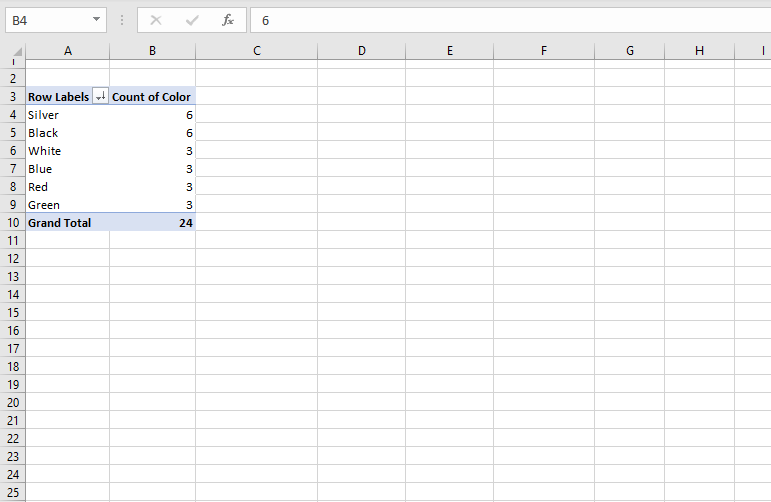 B4 fx 6
A B C D E F G H I
1
2
3 Row Labels Count of Color
4 Silver 6
5 Black 6
6 White 3
7 Blue 3
8 Red 3
9 Green 3
10 Grand Total 24
11
12
13
14
15
16
17
18
19
20
21
22
23
24
25